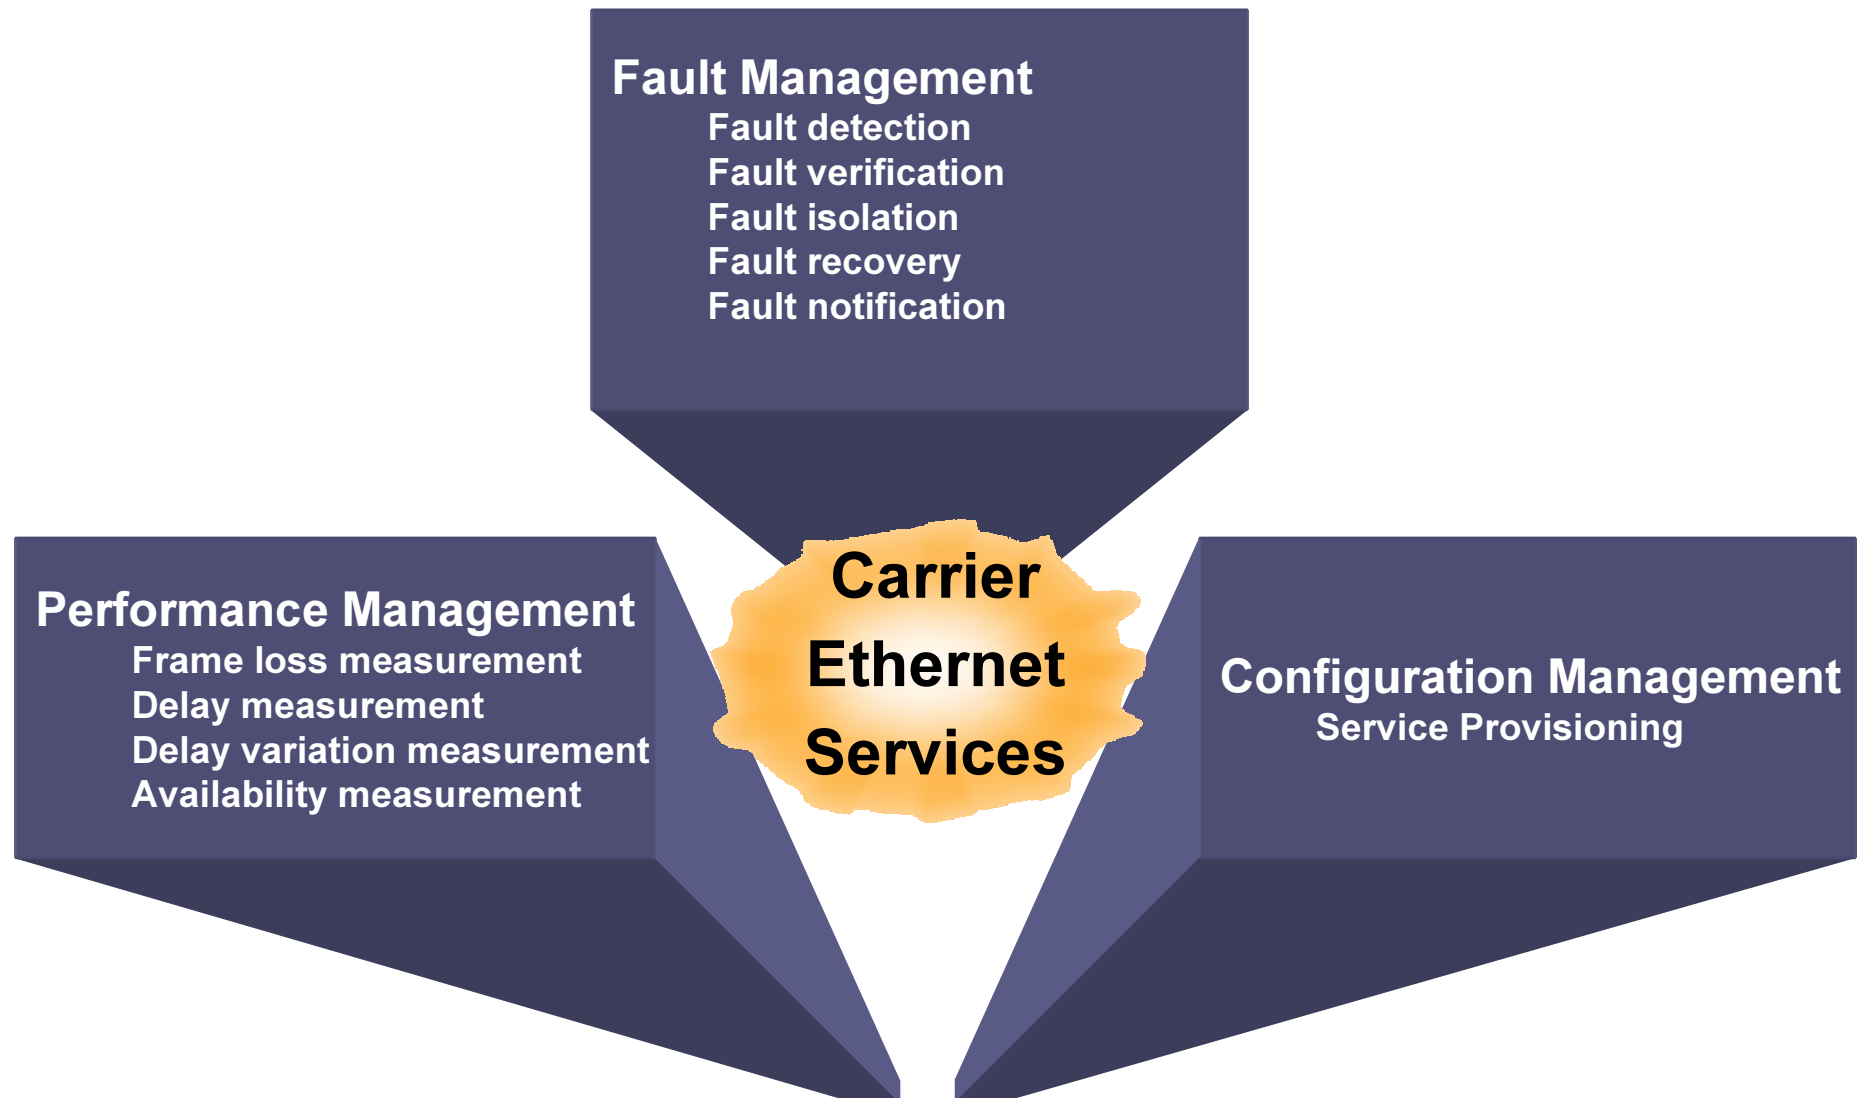 Fault Management
Fault detection
Fault verification
Fault isolation
Fault recovery
Fault notification
Performance Management
Frame loss measurement
Delay measurement
Delay variation measurement
Availability measurement
Carrier
Ethernet
Services
Configuration Management
Service Provisioning